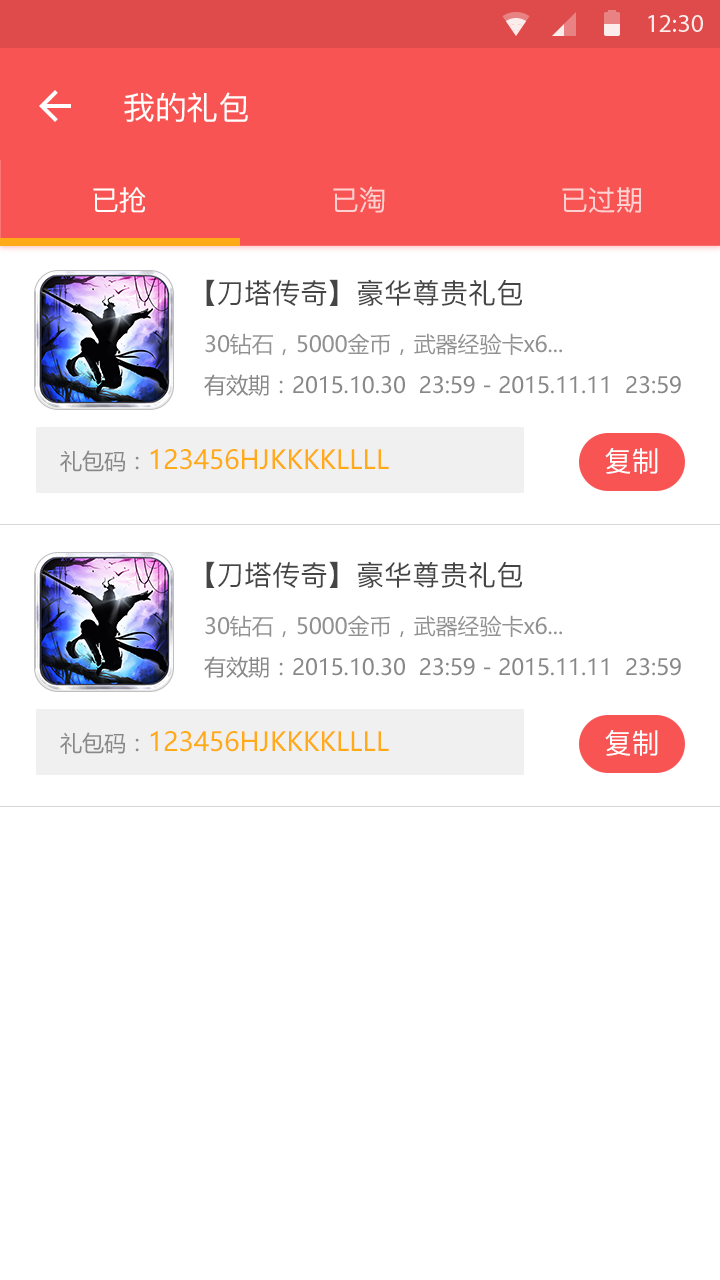 12:30
我的礼包
已抢
已淘
已过期
【刀塔传奇】豪华尊贵礼包
30钻石，5000金币，武器经验卡x6...
有效期：2015.10.30 23:59 - 2015.11.11 23:59
礼包码：123456HJKKKKLLLL
复制
【刀塔传奇】豪华尊贵礼包
30钻石，5000金币，武器经验卡x6...
有效期：2015.10.30 23:59 - 2015.11.11 23:59
礼包码：123456HJKKKKLLLL
复制